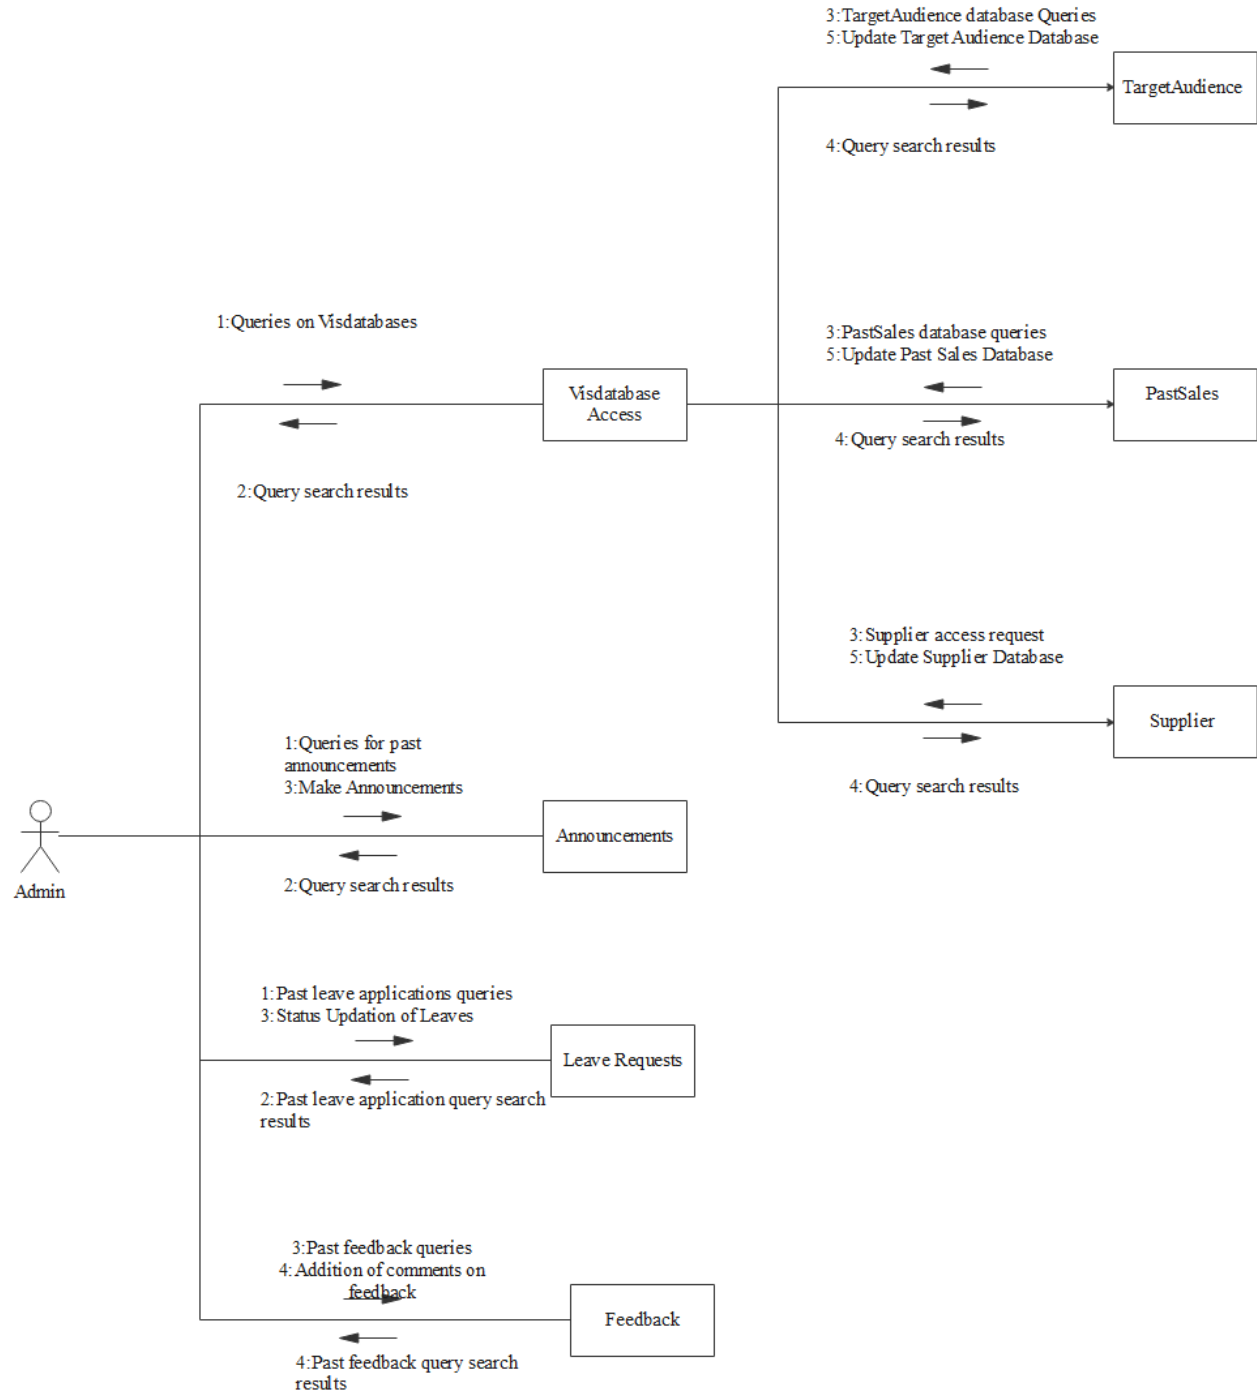 3:TargetAudience database Queries
5:Update Target Audience Database
TargetAudience
4:Query search results
1:Queries on Visdatabases
3:PastSales database queries
5:Update Past Sales Database
Visdatabase
Access
PastSales
4:Query search results
2:Query search results
3:Supplier access request
5:Update Supplier Database
Supplier
4:Query search results
1:Queries for past
announcements
3:Make Announcements
Announcements
2:Query search results
Admin
1:Past leave applications queries
3:Status Updation of Leaves
Leave Requests
2:Past leave application query search
results
3:Past feedback queries
4:Addition of comments on
feedback
Feedback
4:Past feedback query search
results